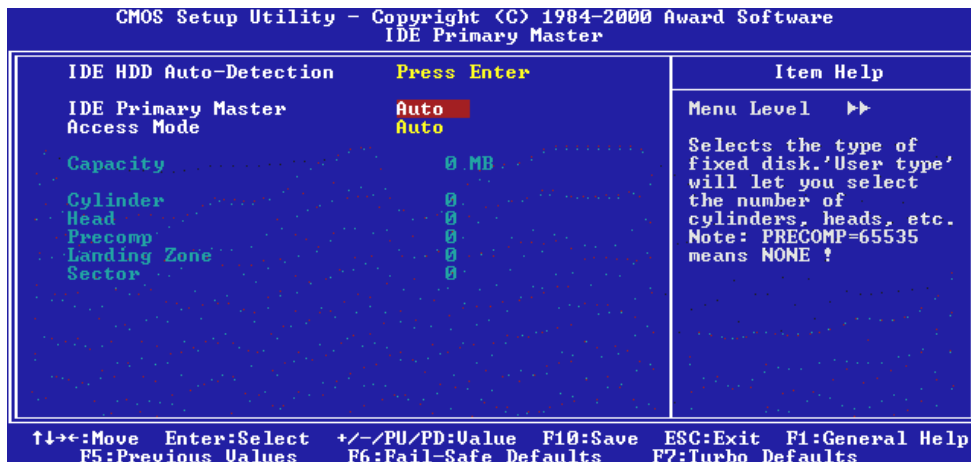 CMOS Setup Utility - Copyright (C) 1984-2000 Award Software
IDE Primary Master
IDE HDD Auto-Detection Press Enter
IDE Primary Master Auto
Access Mode Auto
Capacity 0 MB
Cylinder 0
Head 0
Precomp 0
Landing Zone 0
Sector 0
Item Help
Menu Level ►►
Selects the type of
fixed disk.'User type'
will let you select
the number of
cylinders, heads, etc.
Note: PRECOMP=65535
means NONE !
↑↓→←:Move Enter:Select +/-/PU/PD:Value F10:Save ESC:Exit F1:General Help
F5:Previous Values F6:Fail-Safe Defaults F7:Turbo Defaults